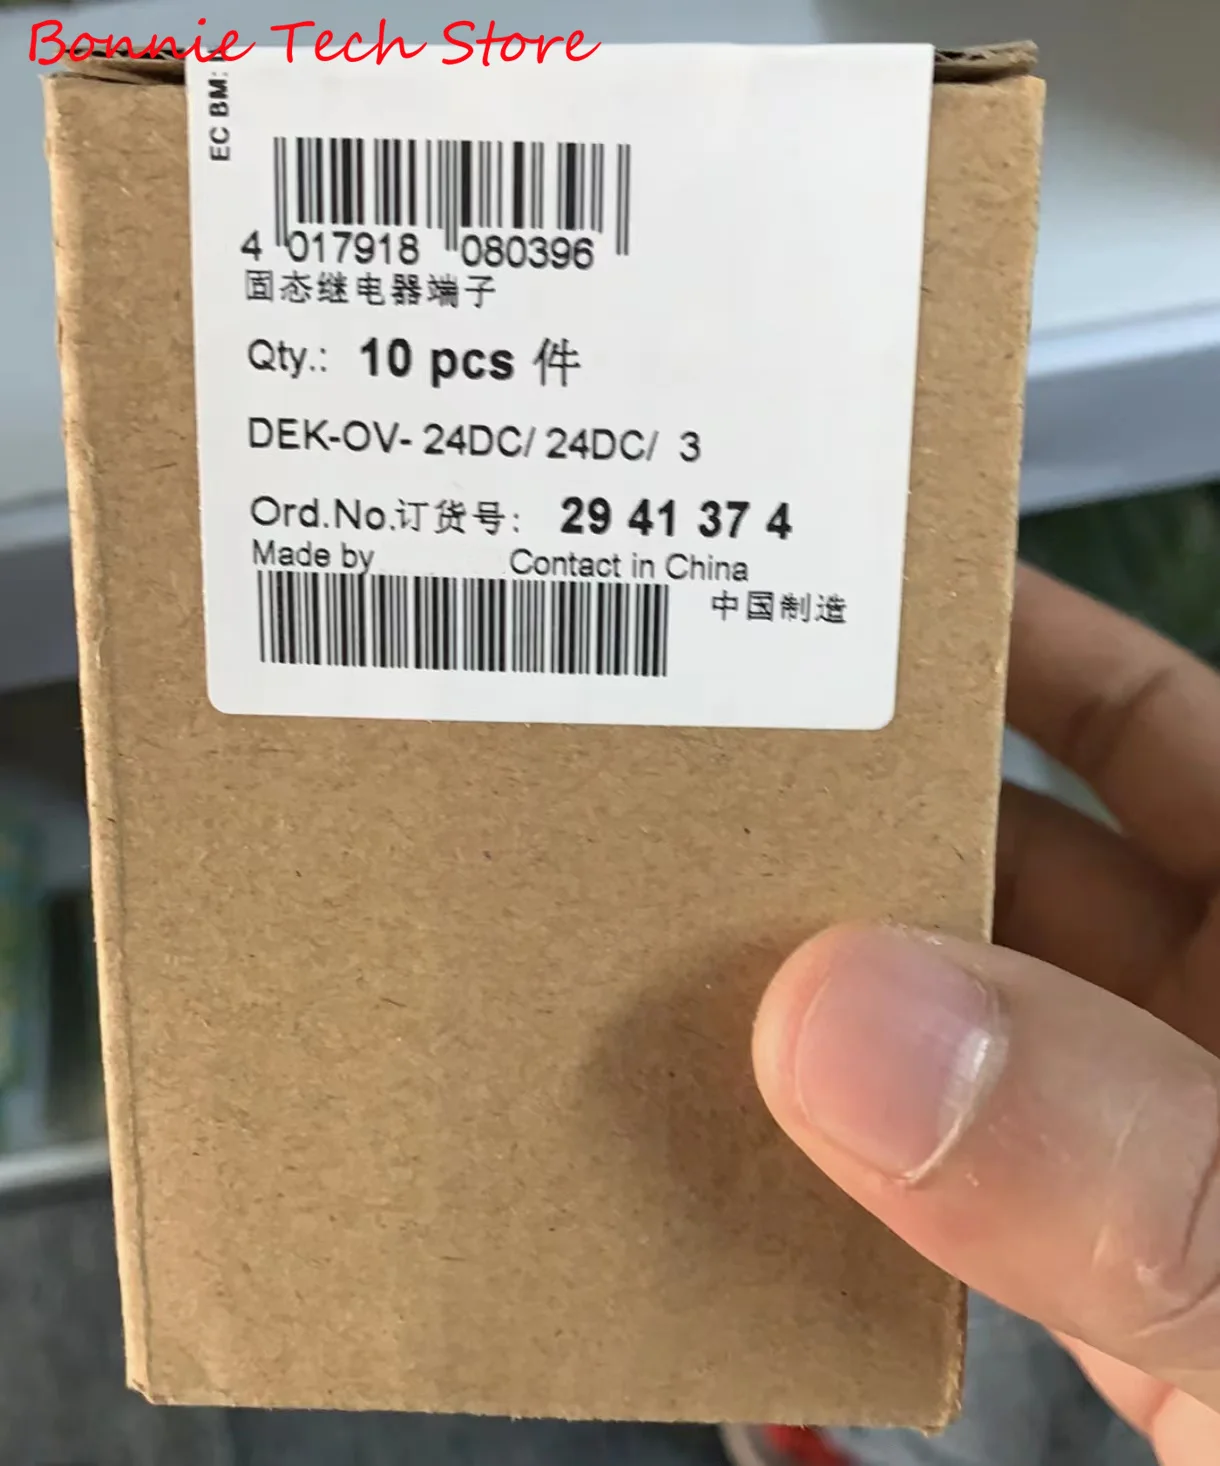 Bonnie Tech Store
EC BM:
4 017918 080396
固态继电器端子
Qty.: 10 pcs 件
DEK-OV- 24DC/ 24DC/ 3
Ord.No.订货号: 29 41 37 4
Made by Contact in China
中国制造